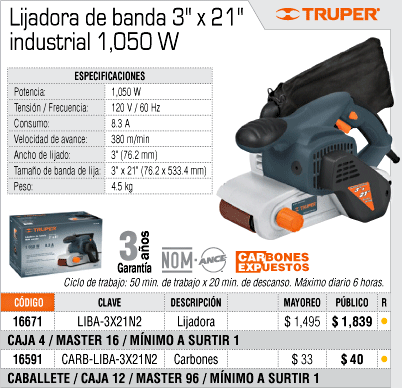 Lijadora de banda 3" x 21"
industrial 1,050 W
TRUPER®
ESPECIFICACIONES
Potencia: 1,050 W
Tensión / Frecuencia: 120 V / 60 Hz
Consumo: 8.3 A
Velocidad de avance: 380 m/min
Ancho de lijado: 3" (76.2 mm)
Tamaño de banda de lija: 3" x 21" (76.2 x 533.4 mm)
Peso: 4.5 kg
TRUPER
3 años
Garantía
NOM-ANCE
CARBONES
EXPUESTOS
Ciclo de trabajo: 50 min. de trabajo x 20 min. de descanso. Máximo diario 6 horas.
CÓDIGO CLAVE DESCRIPCIÓN MAYOREO PÚBLICO R
16671 LIBA-3X21N2 Lijadora $ 1,495 $ 1,839
CAJA 4 / MASTER 16 / MÍNIMO A SURTIR 1
16591 CARB-LIBA-3X21N2 Carbones $ 33 $ 40
CABALLETE / CAJA 12 / MASTER 96 / MÍNIMO A SURTIR 1